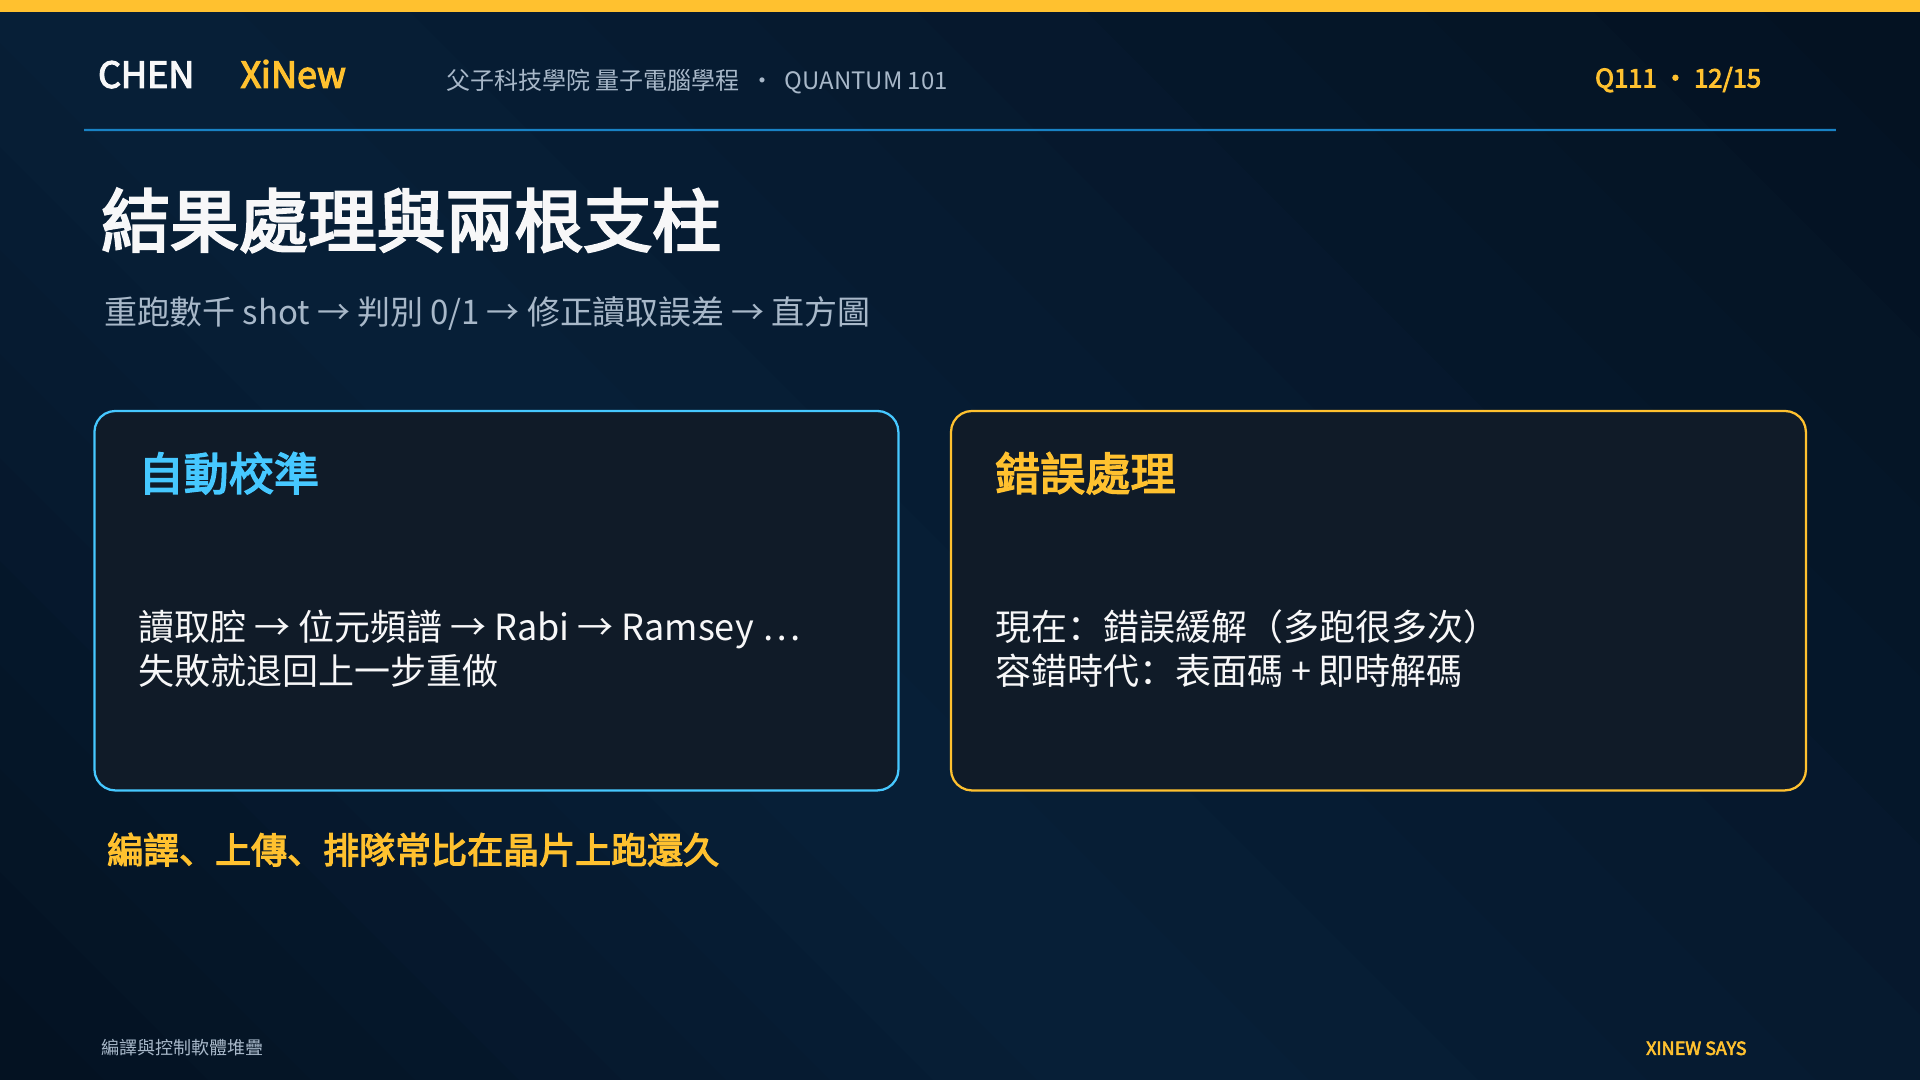 CHEN XiNew 父子科技學院 量子電腦學程 · QUANTUM 101 Q111 · 12/15
結果處理與兩根支柱
重跑數千 shot → 判別 0/1 → 修正讀取誤差 → 直方圖
自動校準
讀取腔 → 位元頻譜 → Rabi → Ramsey …
失敗就退回上一步重做
錯誤處理
現在：錯誤緩解（多跑很多次）
容錯時代：表面碼 + 即時解碼
編譯、上傳、排隊常比在晶片上跑還久
編譯與控制軟體堆疊
XINEW SAYS